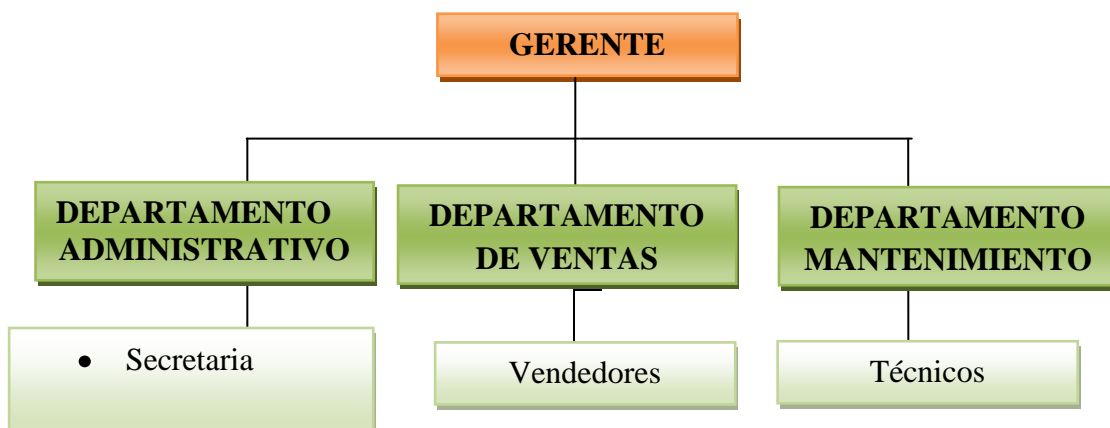 GERENTE
DEPARTAMENTO
ADMINISTRATIVO
DEPARTAMENTO
DE VENTAS
DEPARTAMENTO
MANTENIMIENTO
• Secretaria
Vendedores
Técnicos